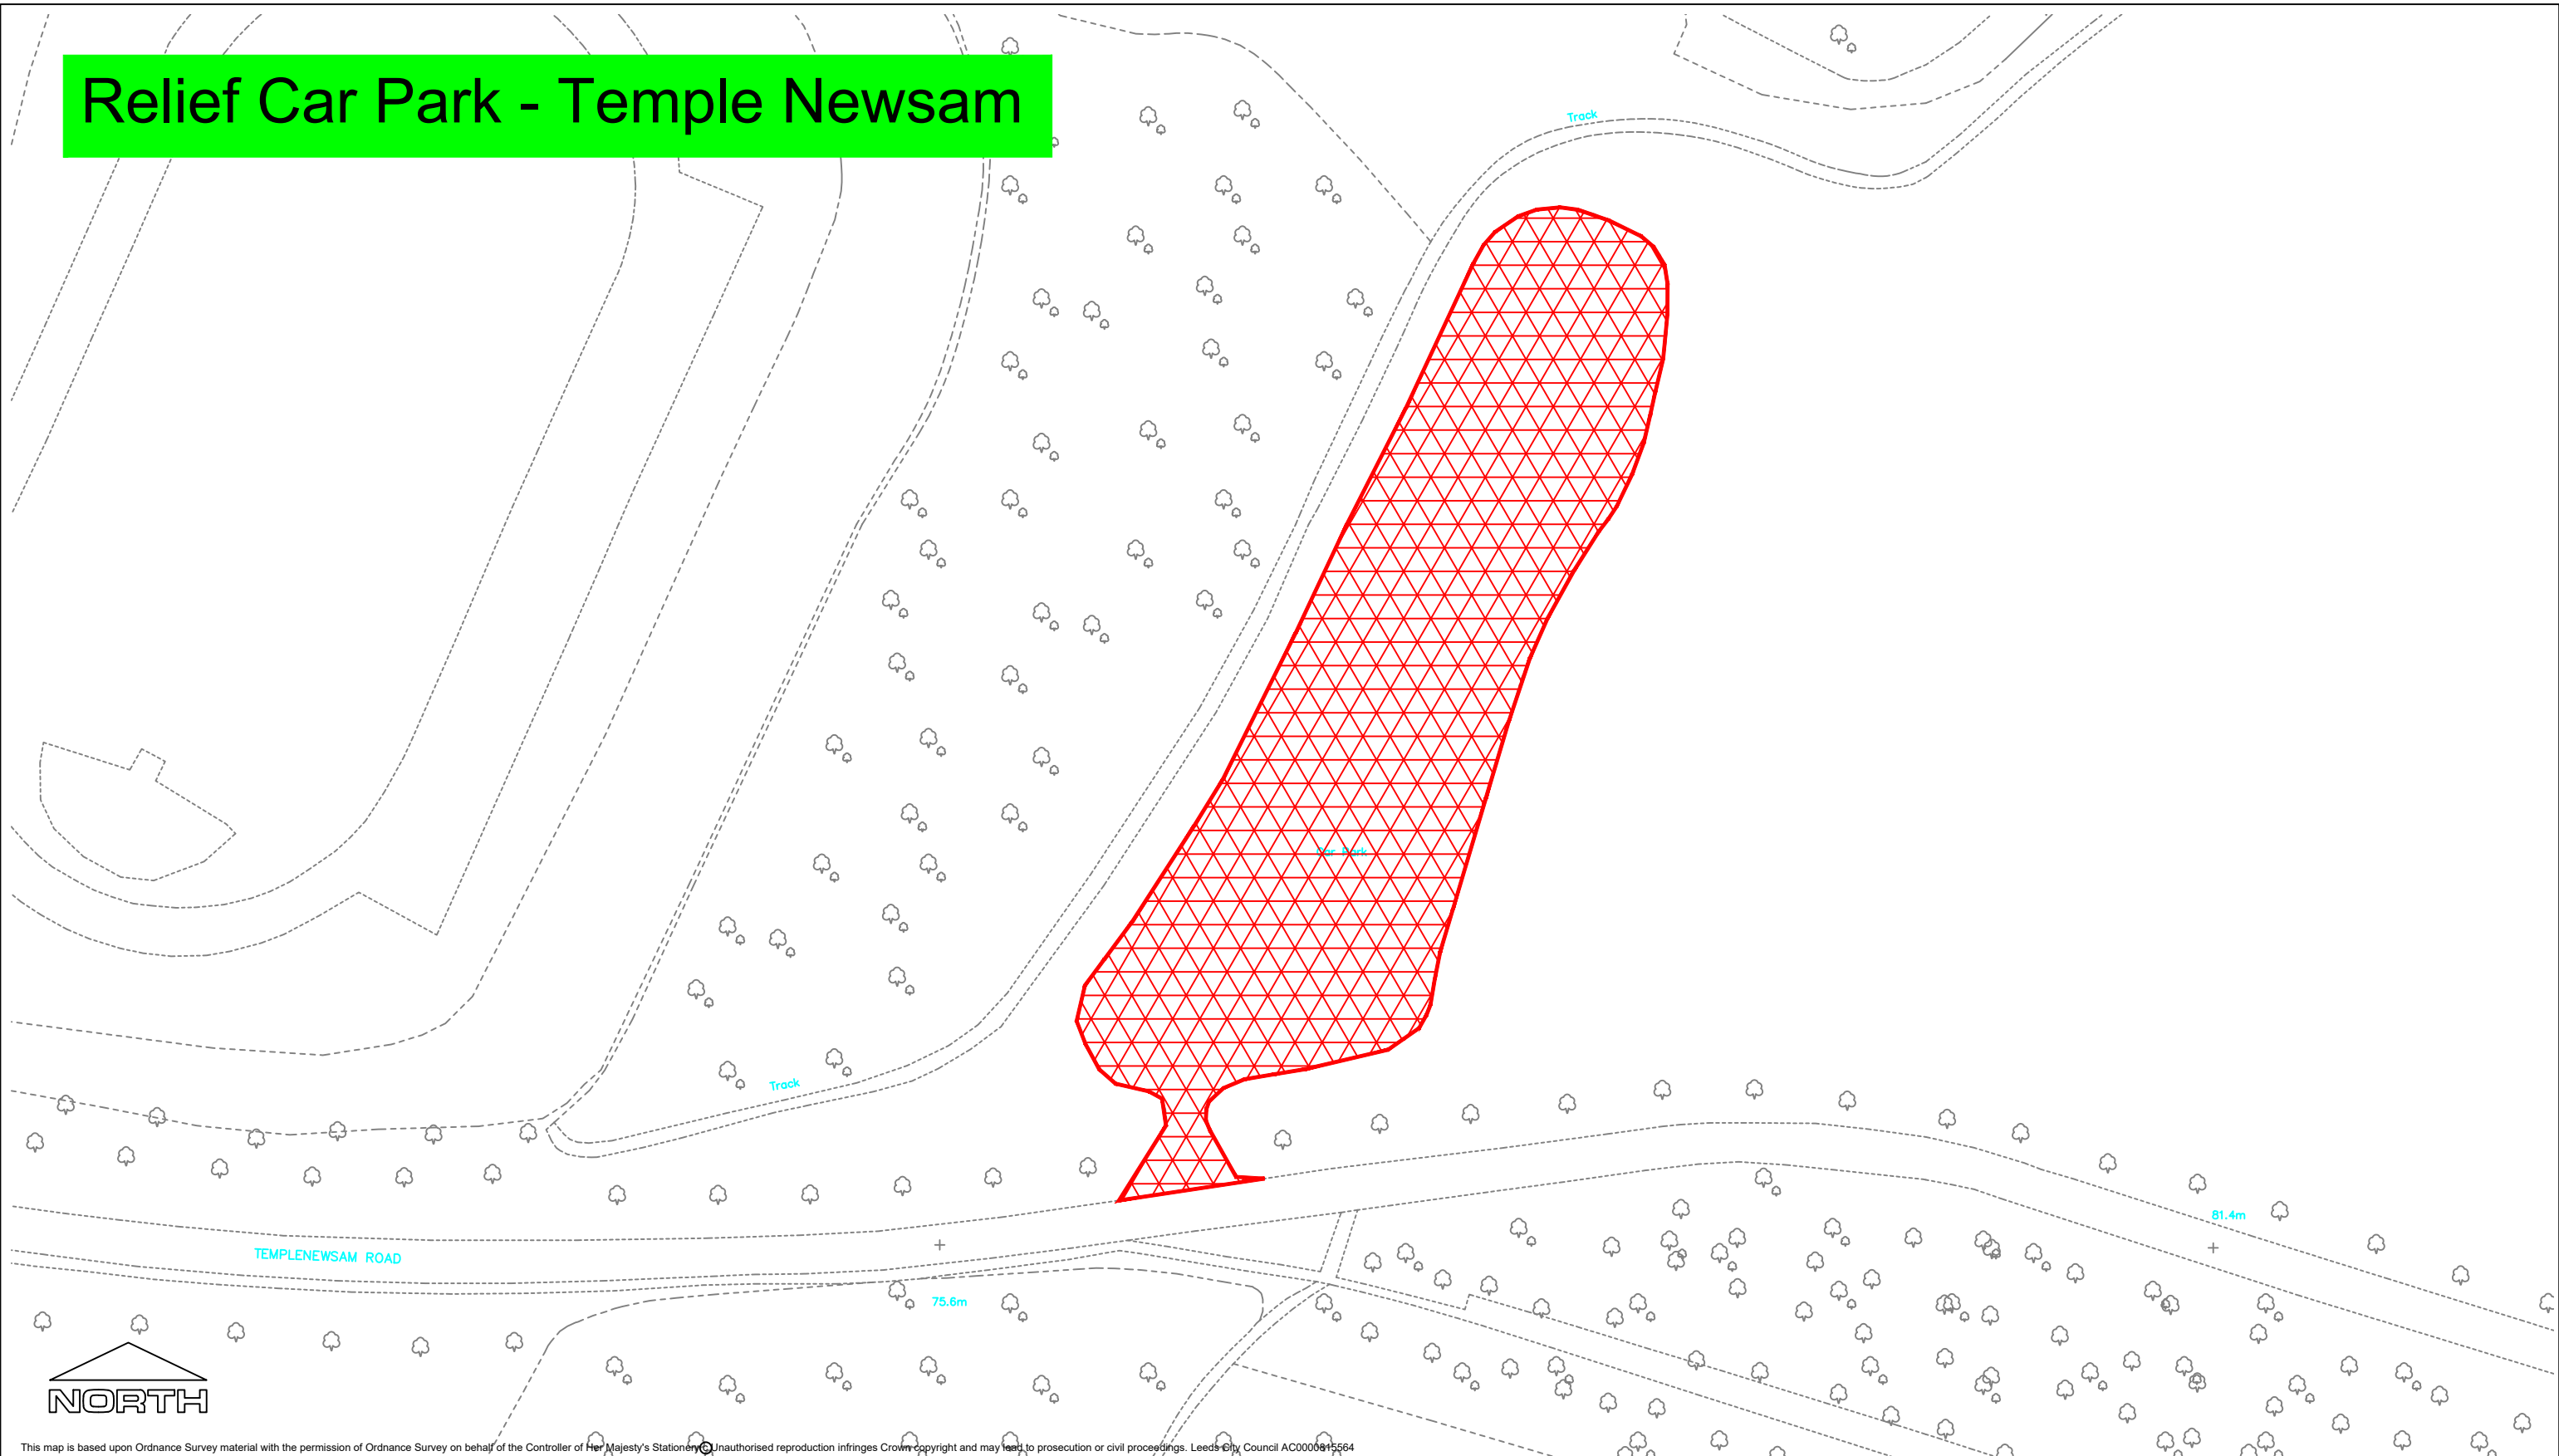 Relief Car Park - Temple Newsam
Track
Car Park
Track
81.4m
TEMPLENEWSAM ROAD
75.6m
NORTH
This map is based upon Ordnance Survey material with the permission of Ordnance Survey on behalf of the Controller of Her Majesty's Stationery © Unauthorised reproduction infringes Crown copyright and may lead to prosecution or civil proceedings. Leeds City Council AC0000815564